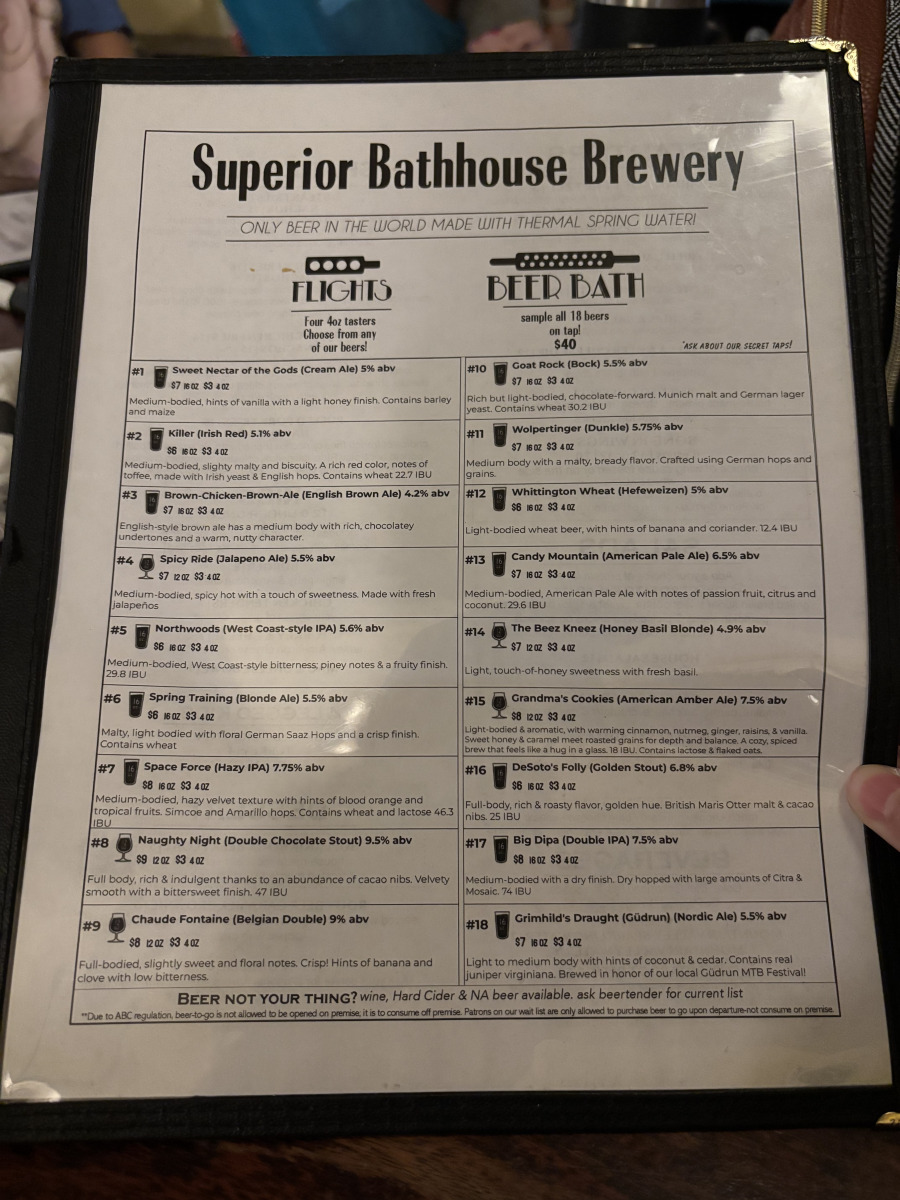 Superior Bathhouse Brewery
ONLY BEER IN THE WORLD MADE WITH THERMAL SPRING WATER!
FLIGHTS
Four 4oz tasters
Choose from any
of our beers!
BEER BATH
sample all 18 beers
on tap!
$40
*ASK ABOUT OUR SECRET TAPS!
#1 Sweet Nectar of the Gods (Cream Ale) 5% abv
$7 16 OZ $3 4 OZ
Medium-bodied, hints of vanilla with a light honey finish. Contains barley
and maize
#2 Killer (Irish Red) 5.1% abv
$6 16 OZ $3 4 OZ
Medium-bodied, slighty malty and biscuity. A rich red color, notes of
toffee, made with Irish yeast & English hops. Contains wheat 22.7 IBU
#3 Brown-Chicken-Brown-Ale (English Brown Ale) 4.2% abv
$7 16 OZ $3 4 OZ
English-style brown ale has a medium body with rich, chocolatey
undertones and a warm, nutty character.
#4 Spicy Ride (Jalapeno Ale) 5.5% abv
$7 12 OZ $3 4 OZ
Medium-bodied, spicy hot with a touch of sweetness. Made with fresh
jalapeños
#5 Northwoods (West Coast-style IPA) 5.6% abv
$6 16 OZ $3 4 OZ
Medium-bodied, West Coast-style bitterness; piney notes & a fruity finish.
29.8 IBU
#6 Spring Training (Blonde Ale) 5.5% abv
$6 16 OZ $3 4 OZ
Malty, light bodied with floral German Saaz Hops and a crisp finish.
Contains wheat
#7 Space Force (Hazy IPA) 7.75% abv
$8 16 OZ $3 4 OZ
Medium-bodied, hazy velvet texture with hints of blood orange and
tropical fruits. Simcoe and Amarillo hops. Contains wheat and lactose 46.3
IBU
#8 Naughty Night (Double Chocolate Stout) 9.5% abv
$9 12 OZ $3 4 OZ
Full body, rich & indulgent thanks to an abundance of cacao nibs. Velvety
smooth with a bittersweet finish. 47 IBU
#9 Chaude Fontaine (Belgian Double) 9% abv
$8 12 OZ $3 4 OZ
Full-bodied, slightly sweet and floral notes. Crisp! Hints of banana and
clove with low bitterness.
#10 Goat Rock (Bock) 5.5% abv
$7 16 OZ $3 4 OZ
Rich but light-bodied, chocolate-forward. Munich malt and German lager
yeast. Contains wheat 30.2 IBU
#11 Wolpertinger (Dunkle) 5.75% abv
$7 16 OZ $3 4 OZ
Medium body with a malty, bready flavor. Crafted using German hops and
grains.
#12 Whittington Wheat (Hefeweizen) 5% abv
$6 16 OZ $3 4 OZ
Light-bodied wheat beer, with hints of banana and coriander. 12.4 IBU
#13 Candy Mountain (American Pale Ale) 6.5% abv
$7 16 OZ $3 4 OZ
Medium-bodied, American Pale Ale with notes of passion fruit, citrus and
coconut. 29.6 IBU
#14 The Beez Kneez (Honey Basil Blonde) 4.9% abv
$7 12 OZ $3 4 OZ
Light, touch-of-honey sweetness with fresh basil.
#15 Grandma's Cookies (American Amber Ale) 7.5% abv
$8 12 OZ $3 4 OZ
Light-bodied & aromatic, with warming cinnamon, nutmeg, ginger, raisins, & vanilla.
Sweet honey & caramel meet roasted grains for depth and balance. A cozy, spiced
brew that feels like a hug in a glass. 18 IBU. Contains lactose & flaked oats.
#16 DeSoto's Folly (Golden Stout) 6.8% abv
$6 16 OZ $3 4 OZ
Full-body, rich & roasty flavor, golden hue. British Maris Otter malt & cacao
nibs. 25 IBU
#17 Big Dipa (Double IPA) 7.5% abv
$8 16 OZ $3 4 OZ
Medium-bodied with a dry finish. Dry hopped with large amounts of Citra &
Mosaic. 74 IBU
#18 Grimhild's Draught (Güdrun) (Nordic Ale) 5.5% abv
$7 16 OZ $3 4 OZ
Light to medium body with hints of coconut & cedar. Contains real
juniper virginiana. Brewed in honor of our local Güdrun MTB Festival!
BEER NOT YOUR THING? wine, Hard Cider & NA beer available. ask beertender for current list
**Due to ABC regulation, beer-to-go is not allowed to be opened on premise; it is to consume off premise. Patrons on our wait list are only allowed to purchase beer to go upon departure-not consume on premise.